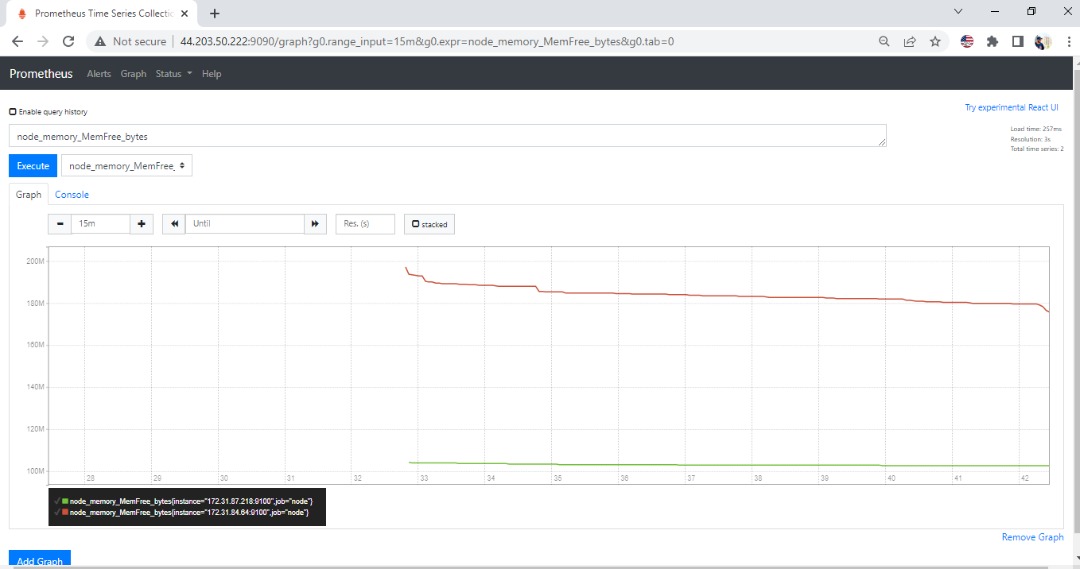 Prometheus Time Series Collectic
Not secure | 44.203.50.222:9090/graph?g0.range_input=15m&g0.expr=node_memory_MemFree_bytes&g0.tab=0
Prometheus Alerts Graph Status Help
Enable query history
Try experimental React UI
node_memory_MemFree_bytes
Load time: 257ms
Resolution: 3s
Total time series: 2
Execute node_memory_MemFree_
Graph Console
- 15m + Until Res. (s) stacked
200M
180M
160M
140M
120M
100M
28 29 30 31 32 33 34 35 36 37 38 39 40 41 42
node_memory_MemFree_bytes{instance="172.31.87.218:9100",job="node"}
node_memory_MemFree_bytes{instance="172.31.84.64:9100",job="node"}
Remove Graph
Add Graph